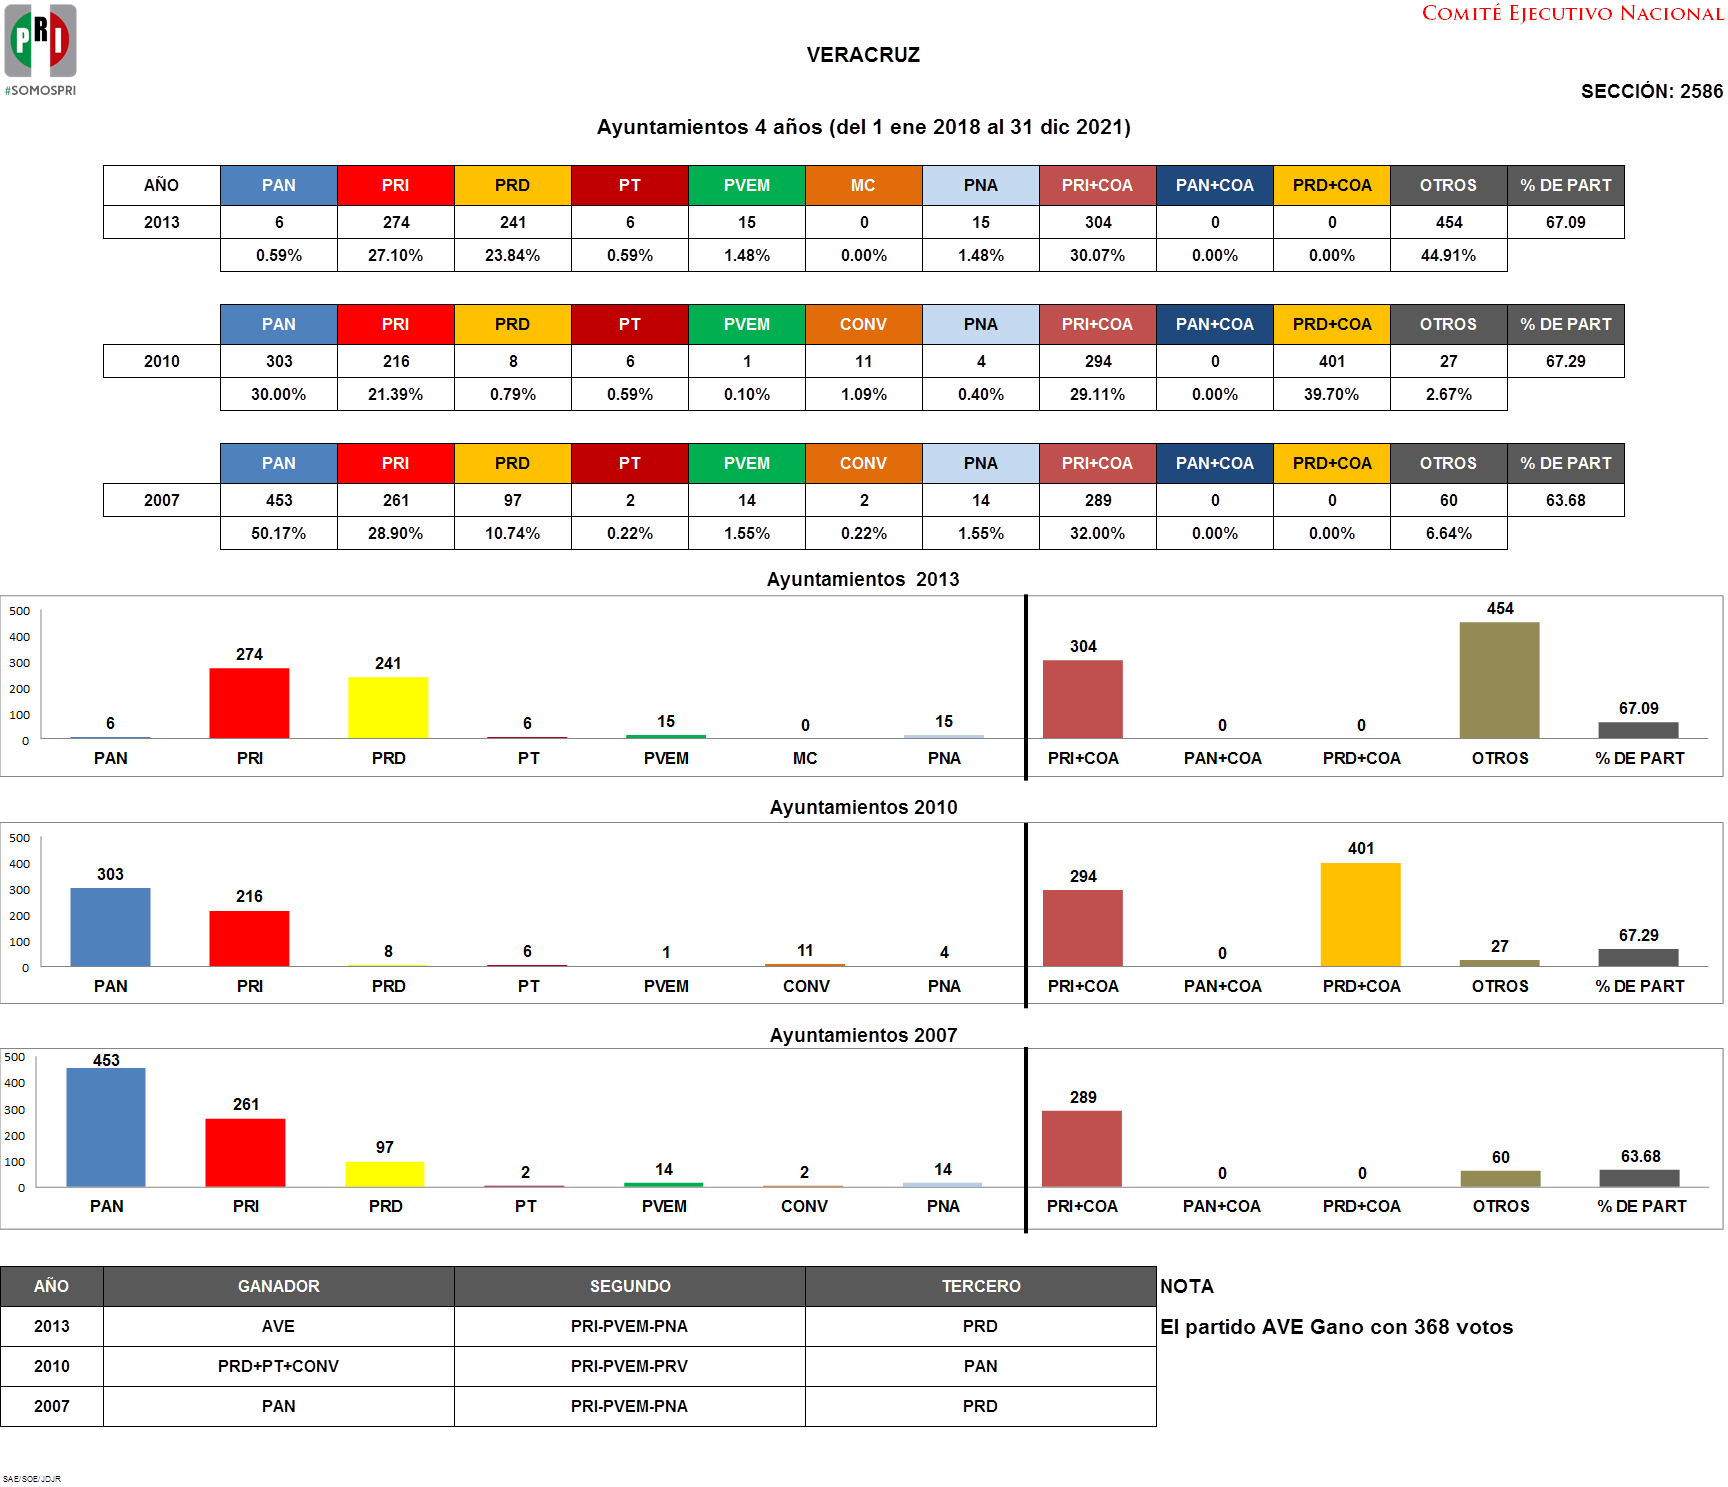 PRI
#SOMOSPRI
COMITÉ EJECUTIVO NACIONAL
VERACRUZ
SECCIÓN: 2586
Ayuntamientos 4 años (del 1 ene 2018 al 31 dic 2021)
AÑO PAN PRI PRD PT PVEM MC PNA PRI+COA PAN+COA PRD+COA OTROS % DE PART
2013 6 274 241 6 15 0 15 304 0 0 454 67.09
0.59% 27.10% 23.84% 0.59% 1.48% 0.00% 1.48% 30.07% 0.00% 0.00% 44.91%
PAN PRI PRD PT PVEM CONV PNA PRI+COA PAN+COA PRD+COA OTROS % DE PART
2010 303 216 8 6 1 11 4 294 0 401 27 67.29
30.00% 21.39% 0.79% 0.59% 0.10% 1.09% 0.40% 29.11% 0.00% 39.70% 2.67%
PAN PRI PRD PT PVEM CONV PNA PRI+COA PAN+COA PRD+COA OTROS % DE PART
2007 453 261 97 2 14 2 14 289 0 0 60 63.68
50.17% 28.90% 10.74% 0.22% 1.55% 0.22% 1.55% 32.00% 0.00% 0.00% 6.64%
Ayuntamientos 2013
500
400
300
200
100
0
6 274 241 6 15 0 15 304 0 0 454 67.09
PAN PRI PRD PT PVEM MC PNA PRI+COA PAN+COA PRD+COA OTROS % DE PART
Ayuntamientos 2010
500
400
300
200
100
0
303 216 8 6 1 11 4 294 0 401 27 67.29
PAN PRI PRD PT PVEM CONV PNA PRI+COA PAN+COA PRD+COA OTROS % DE PART
Ayuntamientos 2007
500
400
300
200
100
0
453 261 97 2 14 2 14 289 0 0 60 63.68
PAN PRI PRD PT PVEM CONV PNA PRI+COA PAN+COA PRD+COA OTROS % DE PART
AÑO GANADOR SEGUNDO TERCERO NOTA
2013 AVE PRI-PVEM-PNA PRD El partido AVE Gano con 368 votos
2010 PRD+PT+CONV PRI-PVEM-PRV PAN
2007 PAN PRI-PVEM-PNA PRD
SAE/SOE/JDJR